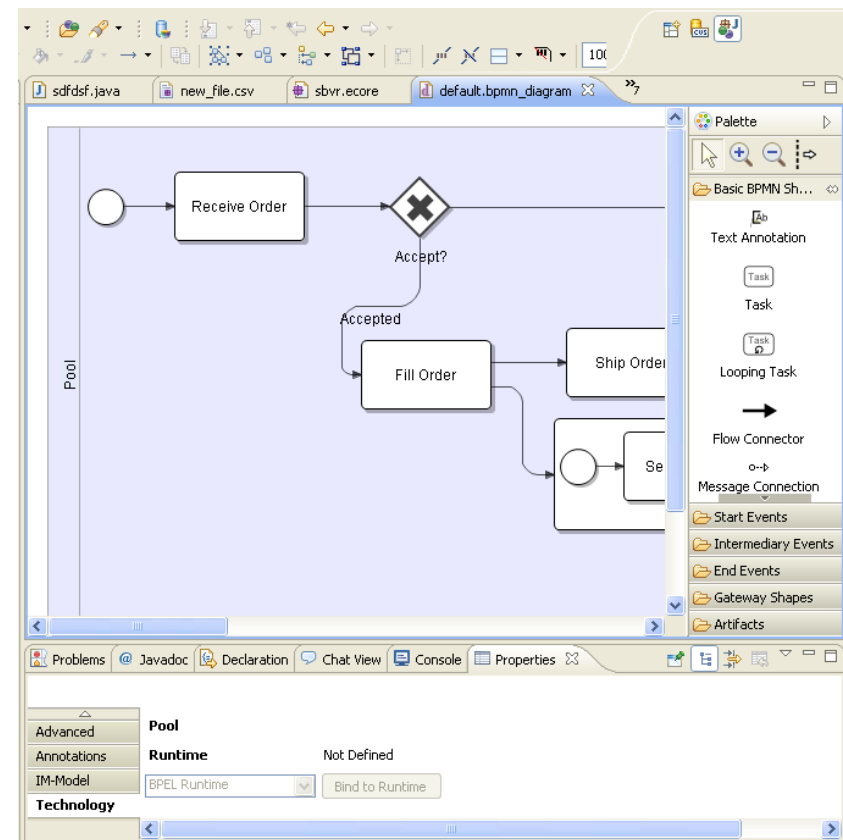 100
sdfdsf.java new_file.csv sbvr.ecore default.bpmn_diagram »7
Palette
Basic BPMN Sh...
Text Annotation
Task
Task
Task
Looping Task
Flow Connector
Message Connection
Start Events
Intermediary Events
End Events
Gateway Shapes
Artifacts
Pool
Receive Order
Accept?
Accepted
Fill Order
Ship Order
Se
Problems @ Javadoc Declaration Chat View Console Properties
Advanced
Annotations
IM-Model
Technology
Pool
Runtime Not Defined
BPEL Runtime Bind to Runtime